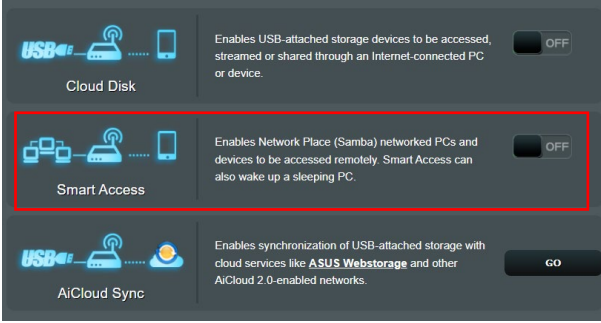 USB
Cloud Disk
Enables USB-attached storage devices to be accessed,
streamed or shared through an Internet-connected PC
or device.
OFF
Smart Access
Enables Network Place (Samba) networked PCs and
devices to be accessed remotely. Smart Access can
also wake up a sleeping PC.
OFF
USB
AiCloud Sync
Enables synchronization of USB-attached storage with
cloud services like ASUS Webstorage and other
AiCloud 2.0-enabled networks.
GO